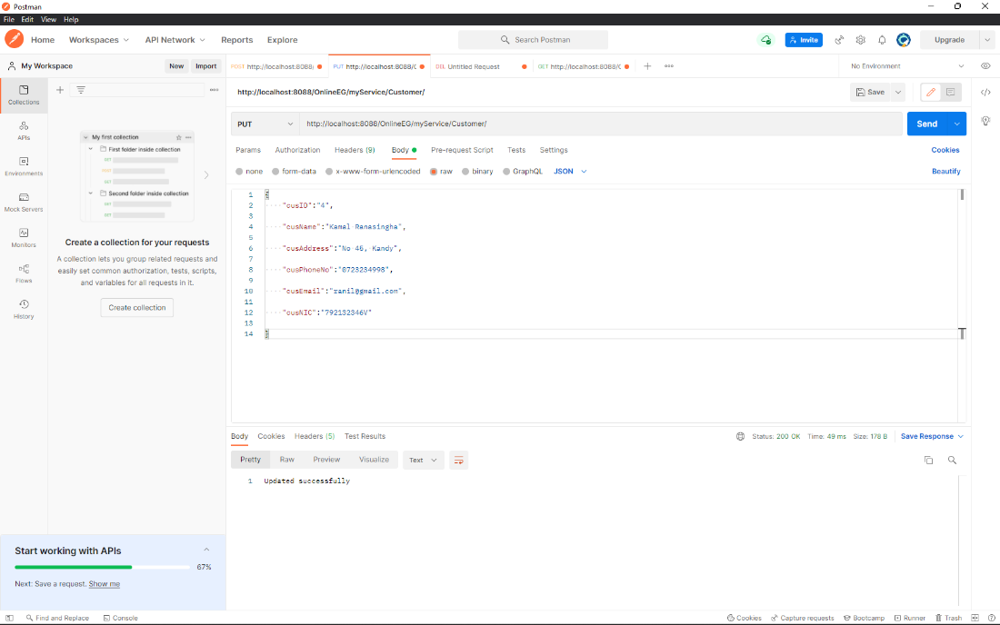 Postman
File Edit View Help
Home Workspaces API Network Reports Explore Search Postman Invite Upgrade
My Workspace New Import
POST http://localhost:8088/ PUT http://localhost:8088/C DEL Untitled Request GET http://localhost:8088/C No Environment
http://localhost:8088/OnlineEG/myService/Customer/ Save
PUT http://localhost:8088/OnlineEG/myService/Customer/ Send
Params Authorization Headers (9) Body Pre-request Script Tests Settings Cookies
none form-data x-www-form-urlencoded raw binary GraphQL JSON Beautify
Collections
APIs
Environments
Mock Servers
Monitors
Flows
History
My first collection
First folder inside collection
GET
POST
GET
Second folder inside collection
GET
GET
Create a collection for your requests
A collection lets you group related requests and
easily set common authorization, tests, scripts,
and variables for all requests in it.
Create collection
1 {
2 "cusID":"4",
3
4 "cusName":"Kamal Ranasingha",
5
6 "cusAddress":"No 45, Kandy",
7
8 "cusPhoneNo":"0723234998",
9
10 "cusEmail":"ranil@gmail.com",
11
12 "cusNIC":"792132346V"
13
14 }
Body Cookies Headers (5) Test Results Status: 200 OK Time: 49 ms Size: 178 B Save Response
Pretty Raw Preview Visualize Text
1 Updated successfully
Start working with APIs
67%
Next: Save a request. Show me
Find and Replace Console Cookies Capture requests Bootcamp Runner Trash